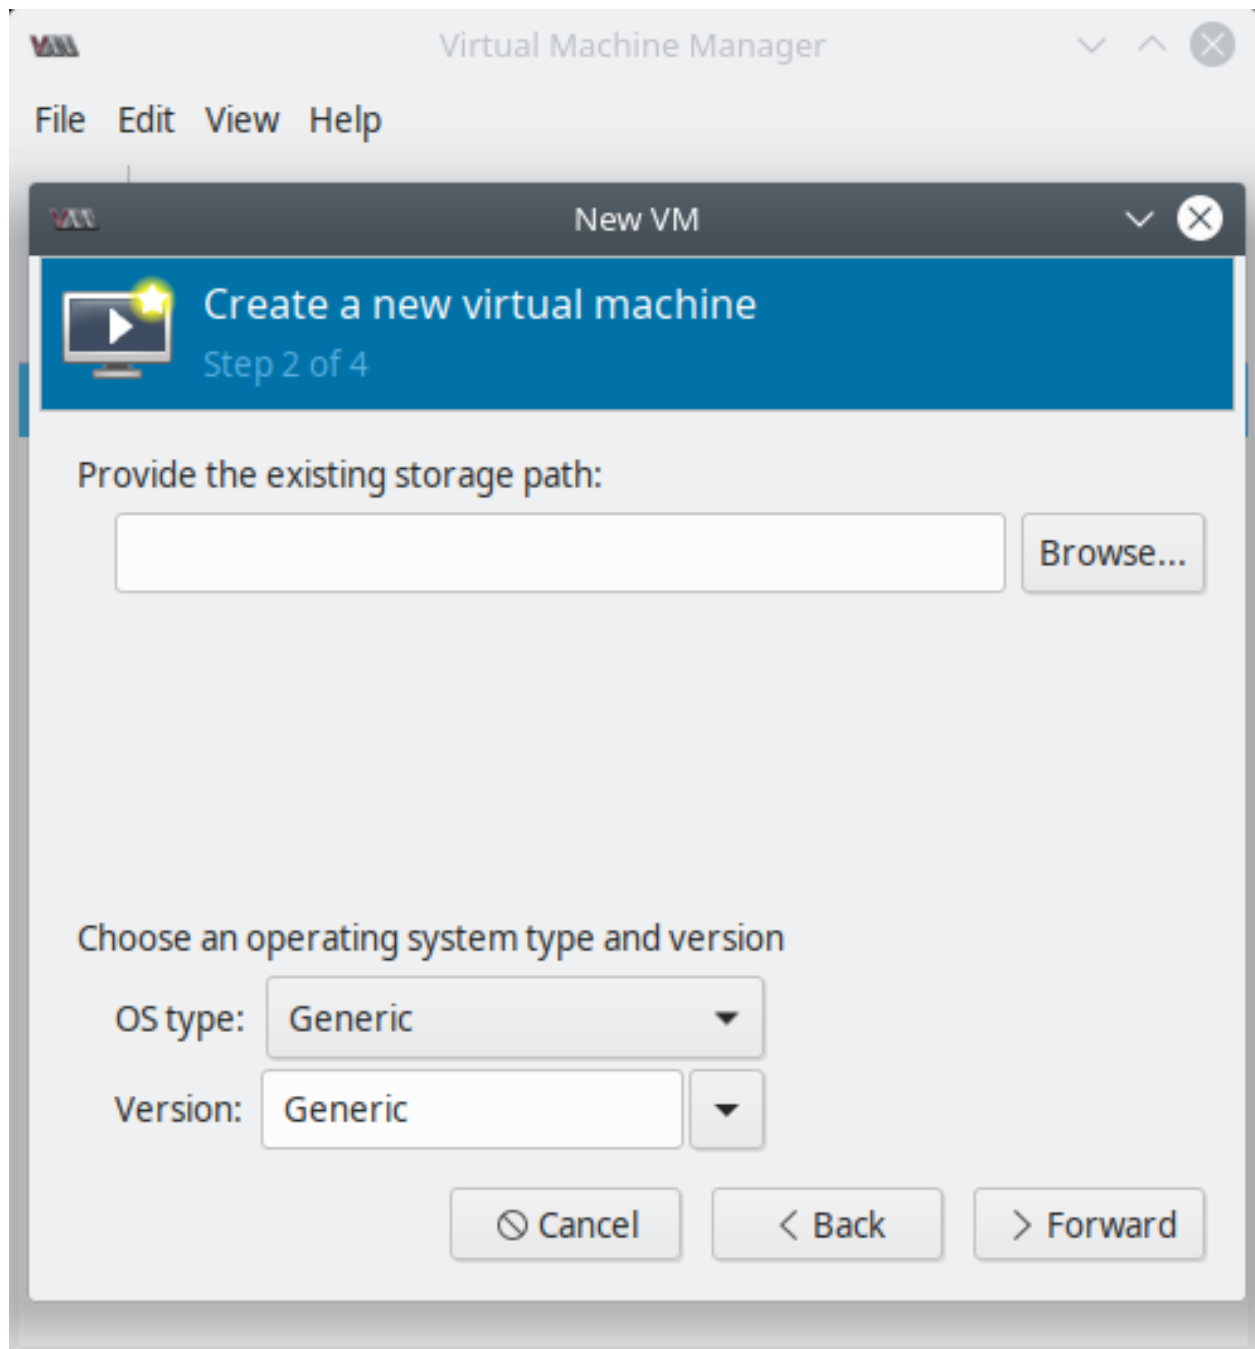 Virtual Machine Manager
File Edit View Help
New VM
Create a new virtual machine
Step 2 of 4
Provide the existing storage path:
Browse...
Choose an operating system type and version
OS type: Generic
Version: Generic
Cancel Back Forward